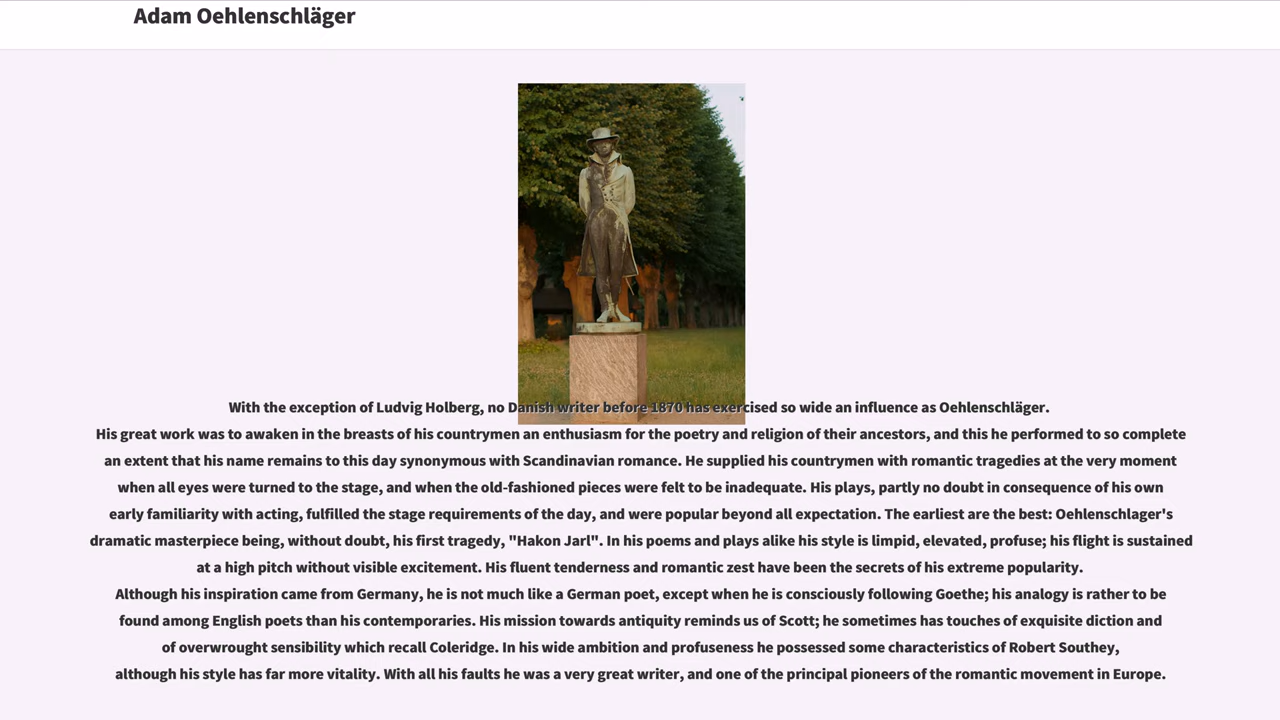 Adam Oehlenschläger
With the exception of Ludvig Holberg, no Danish writer before 1870 has exercised so wide an influence as Oehlenschläger.
His great work was to awaken in the breasts of his countrymen an enthusiasm for the poetry and religion of their ancestors, and this he performed to so complete
an extent that his name remains to this day synonymous with Scandinavian romance. He supplied his countrymen with romantic tragedies at the very moment
when all eyes were turned to the stage, and when the old-fashioned pieces were felt to be inadequate. His plays, partly no doubt in consequence of his own
early familiarity with acting, fulfilled the stage requirements of the day, and were popular beyond all expectation. The earliest are the best: Oehlenschlager's
dramatic masterpiece being, without doubt, his first tragedy, "Hakon Jarl". In his poems and plays alike his style is limpid, elevated, profuse; his flight is sustained
at a high pitch without visible excitement. His fluent tenderness and romantic zest have been the secrets of his extreme popularity.
Although his inspiration came from Germany, he is not much like a German poet, except when he is consciously following Goethe; his analogy is rather to be
found among English poets than his contemporaries. His mission towards antiquity reminds us of Scott; he sometimes has touches of exquisite diction and
of overwrought sensibility which recall Coleridge. In his wide ambition and profuseness he possessed some characteristics of Robert Southey,
although his style has far more vitality. With all his faults he was a very great writer, and one of the principal pioneers of the romantic movement in Europe.